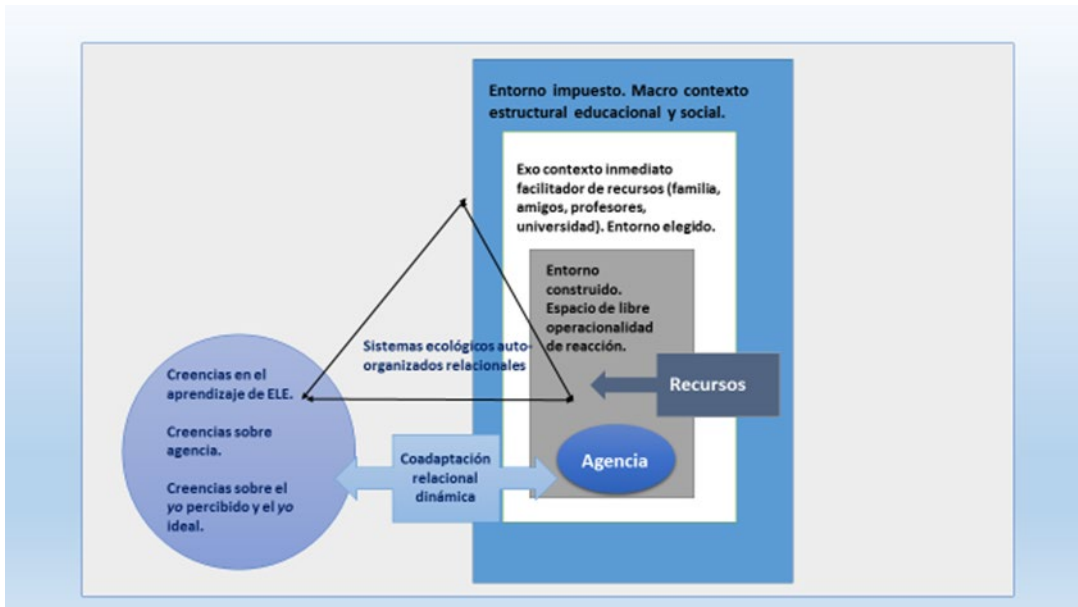 Entorno impuesto. Macro contexto
estructural educacional y social.
Exo contexto inmediato
facilitador de recursos (familia,
amigos, profesores,
universidad). Entorno elegido.
Entorno
construido.
Espacio de libre
operacionalidad
de reacción.
Sistemas ecológicos auto-
organizados relacionales
Recursos
Creencias en el
aprendizaje de ELE.
Creencias sobre
agencia.
Creencias sobre el
yo percibido y el yo
ideal.
Coadaptación
relacional
dinámica
Agencia